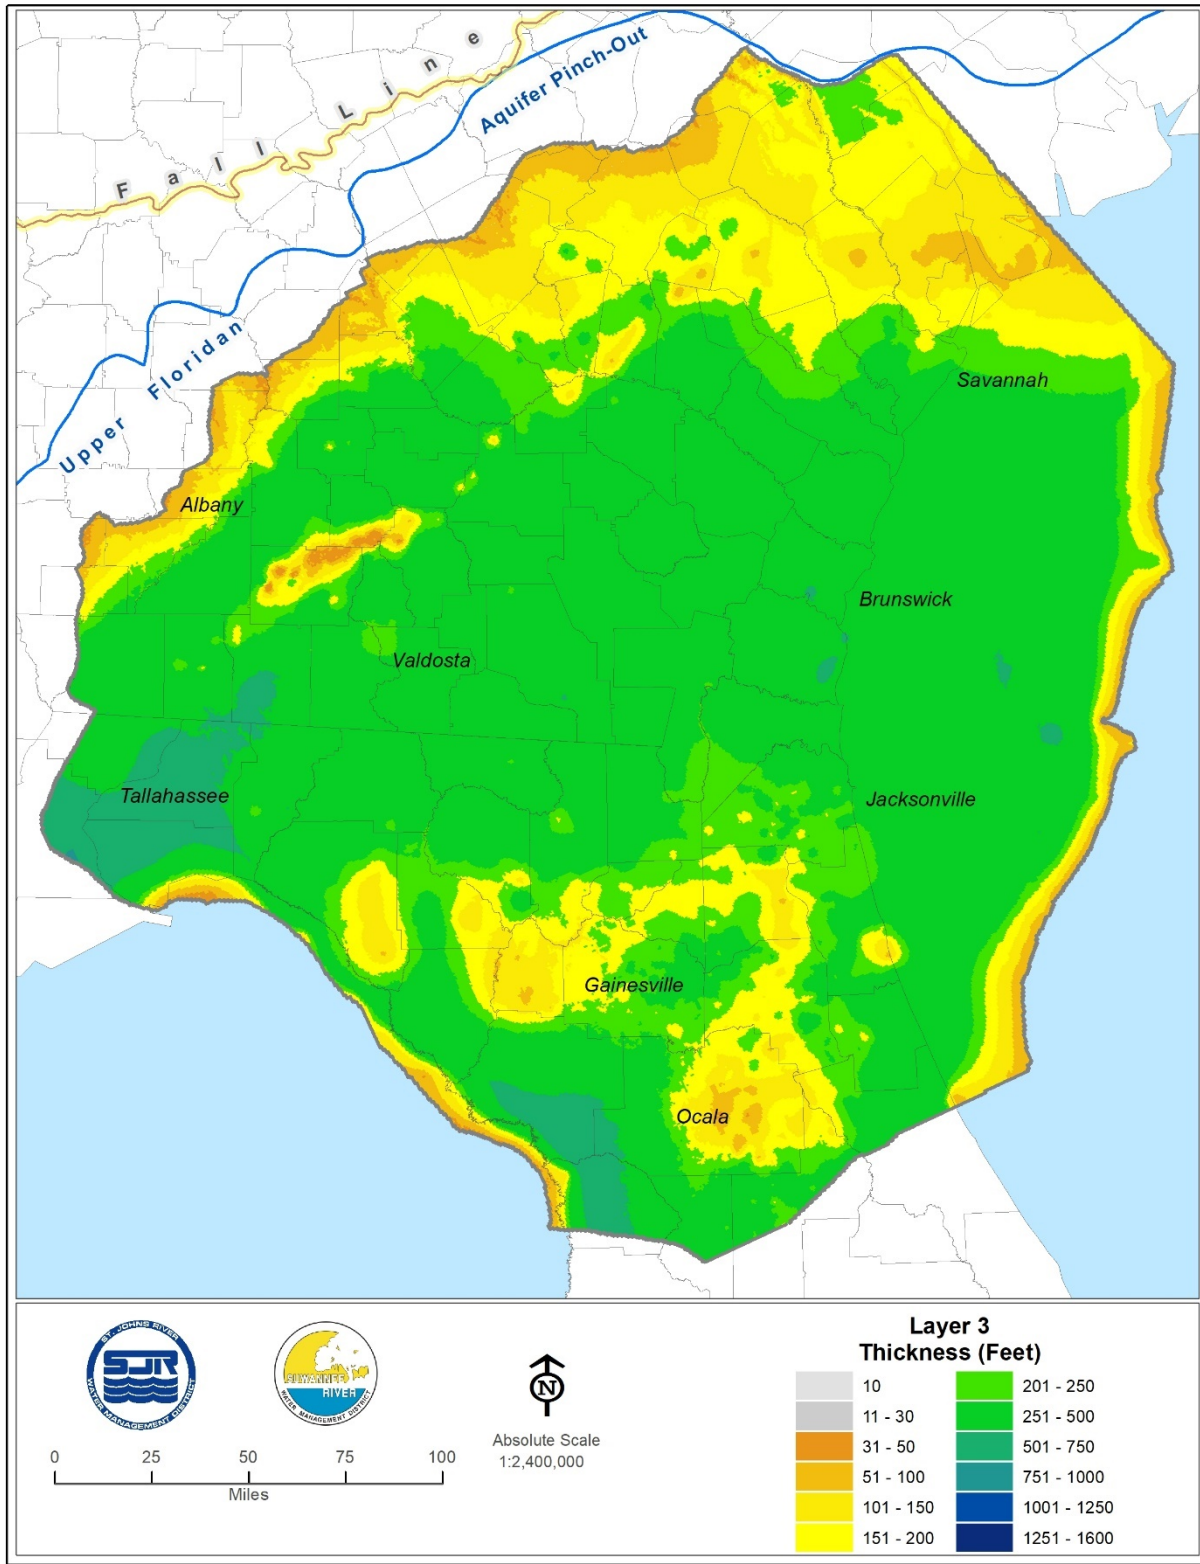 Fall Line
Upper Floridan Aquifer Pinch-Out
Savannah
Albany
Brunswick
Valdosta
Tallahassee
Jacksonville
Gainesville
Ocala
ST. JOHNS RIVER
SJR
WATER MANAGEMENT DISTRICT
SUWANNEE
RIVER
WATER MANAGEMENT DISTRICT
N
Absolute Scale
1:2,400,000
0 25 50 75 100
Miles
Layer 3
Thickness (Feet)
10
11 - 30
31 - 50
51 - 100
101 - 150
151 - 200
201 - 250
251 - 500
501 - 750
751 - 1000
1001 - 1250
1251 - 1600